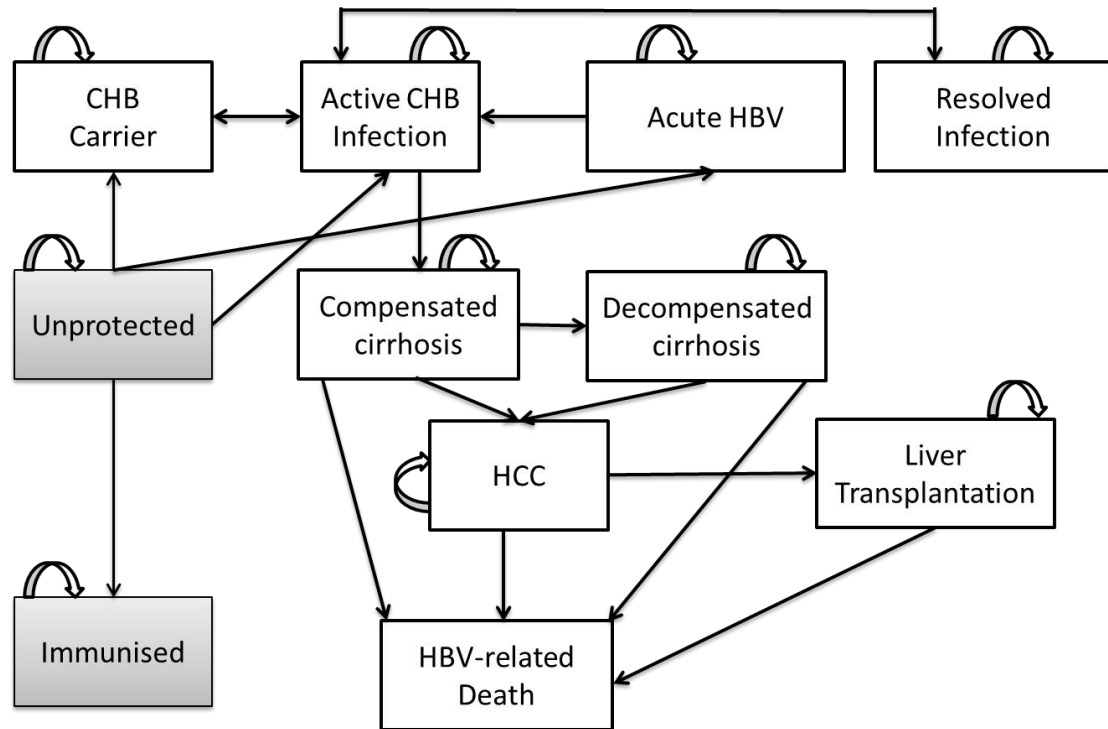 CHB
Carrier
Active CHB
Infection
Acute HBV
Resolved
Infection
Unprotected
Compensated
cirrhosis
Decompensated
cirrhosis
HCC
Liver
Transplantation
Immunised
HBV-related
Death